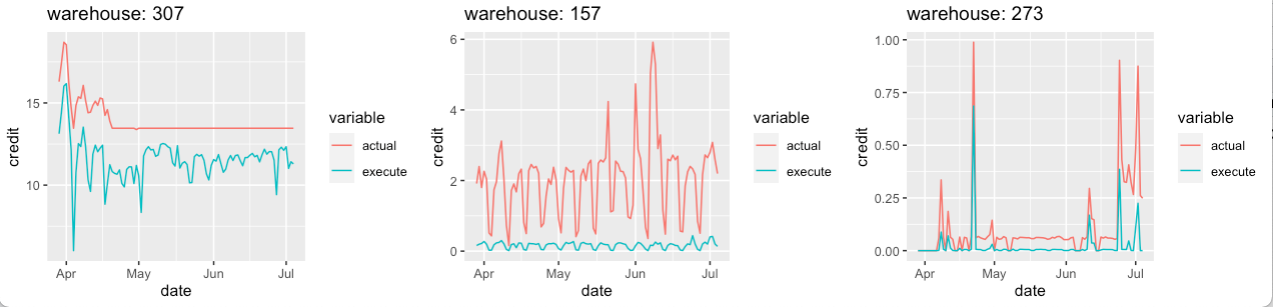 warehouse: 307
credit
15
10
Apr
May
Jun
Jul
date
variable
actual
execute
warehouse: 157
credit
6
4
2
0
Apr
May
Jun
Jul
date
variable
actual
execute
warehouse: 273
credit
1.00
0.75
0.50
0.25
0.00
Apr
May
Jun
Jul
date
variable
actual
execute